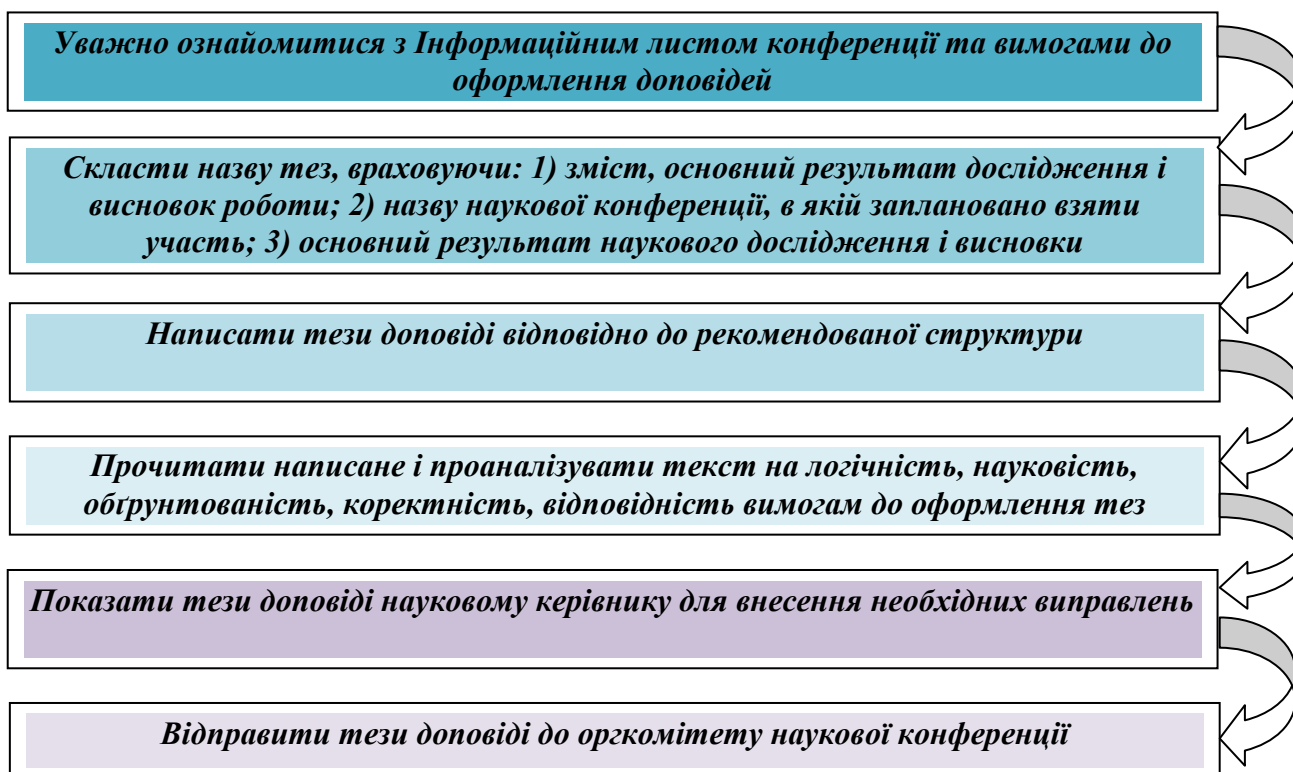 Уважно ознайомитися з Інформаційним листом конференції та вимогами до
оформлення доповідей
Скласти назву тез, враховуючи: 1) зміст, основний результат дослідження і
висновок роботи; 2) назву наукової конференції, в якій заплановано взяти
участь; 3) основний результат наукового дослідження і висновки
Написати тези доповіді відповідно до рекомендованої структури
Прочитати написане і проаналізувати текст на логічність, науковість,
обґрунтованість, коректність, відповідність вимогам до оформлення тез
Показати тези доповіді науковому керівнику для внесення необхідних виправлень
Відправити тези доповіді до оргкомітету наукової конференції